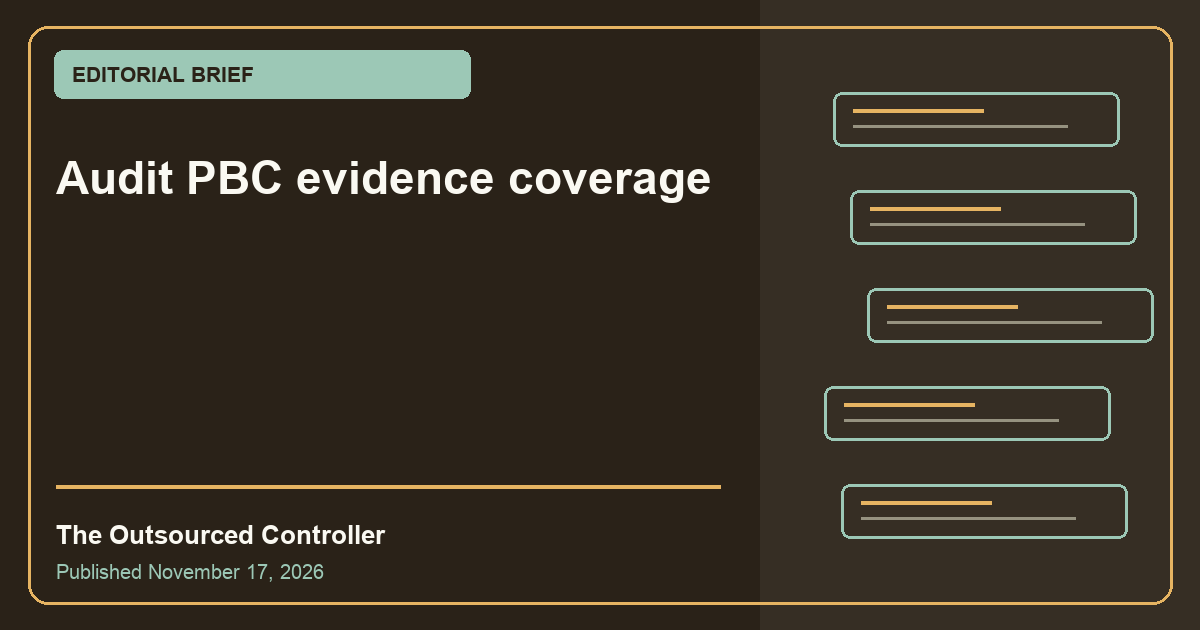 EDITORIAL BRIEF
Audit PBC evidence coverage
The Outsourced Controller
Published November 17, 2026